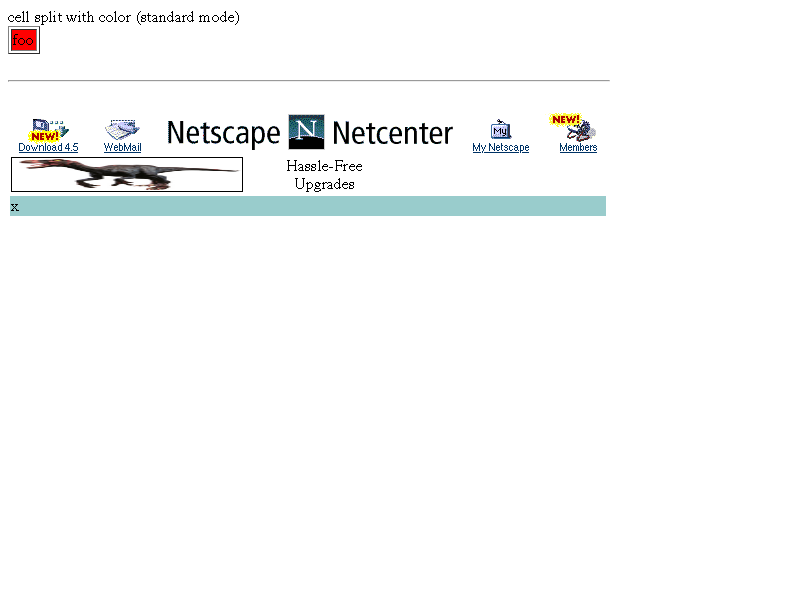 cell split with color (standard mode)
foo
NEW! Download 4.5
WebMail
Netscape N Netcenter
My
My Netscape
NEW!
Members
Hassle-Free
Upgrades
x